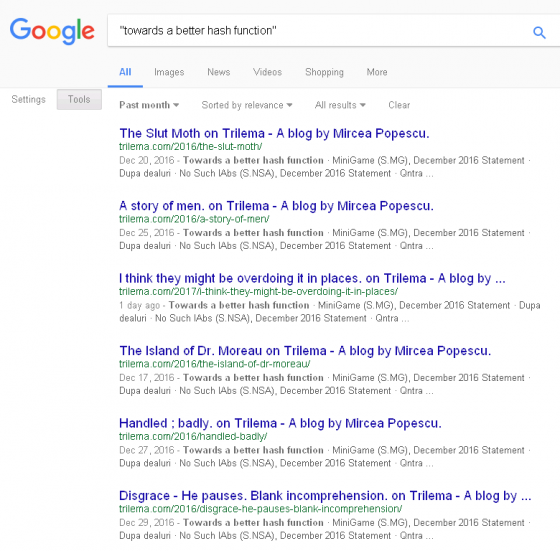 Google
"towards a better hash function"
All Images News Videos Shopping More
Settings Tools
Past month Sorted by relevance All results Clear
The Slut Moth on Trilema - A blog by Mircea Popescu.
trilema.com/2016/the-slut-moth/
Dec 20, 2016 - Towards a better hash function · MiniGame (S.MG), December 2016 Statement ·
Dupa dealuri · No Such lAbs (S.NSA), December 2016 Statement · Qntra ...
A story of men. on Trilema - A blog by Mircea Popescu.
trilema.com/2016/a-story-of-men/
Dec 25, 2016 - Towards a better hash function · MiniGame (S.MG), December 2016 Statement ·
Dupa dealuri · No Such lAbs (S.NSA), December 2016 Statement · Qntra ...
I think they might be overdoing it in places. on Trilema - A blog by ...
trilema.com/2017/i-think-they-might-be-overdoing-it-in-places/
1 day ago - Towards a better hash function · MiniGame (S.MG), December 2016 Statement · Dupa
dealuri · No Such lAbs (S.NSA), December 2016 Statement · Qntra ...
The Island of Dr. Moreau on Trilema - A blog by Mircea Popescu.
trilema.com/2016/the-island-of-dr-moreau/
Dec 17, 2016 - Towards a better hash function · MiniGame (S.MG), December 2016 Statement ·
Dupa dealuri · No Such lAbs (S.NSA), December 2016 Statement · Qntra ...
Handled ; badly. on Trilema - A blog by Mircea Popescu.
trilema.com/2016/handled-badly/
Dec 27, 2016 - Towards a better hash function · MiniGame (S.MG), December 2016 Statement ·
Dupa dealuri · No Such lAbs (S.NSA), December 2016 Statement · Qntra ...
Disgrace - He pauses. Blank incomprehension. on Trilema - A blog by ...
trilema.com/2016/disgrace-he-pauses-blank-incomprehension/
Dec 29, 2016 - Towards a better hash function · MiniGame (S.MG), December 2016 Statement ·
Dupa dealuri · No Such lAbs (S.NSA), December 2016 Statement · Qntra ...